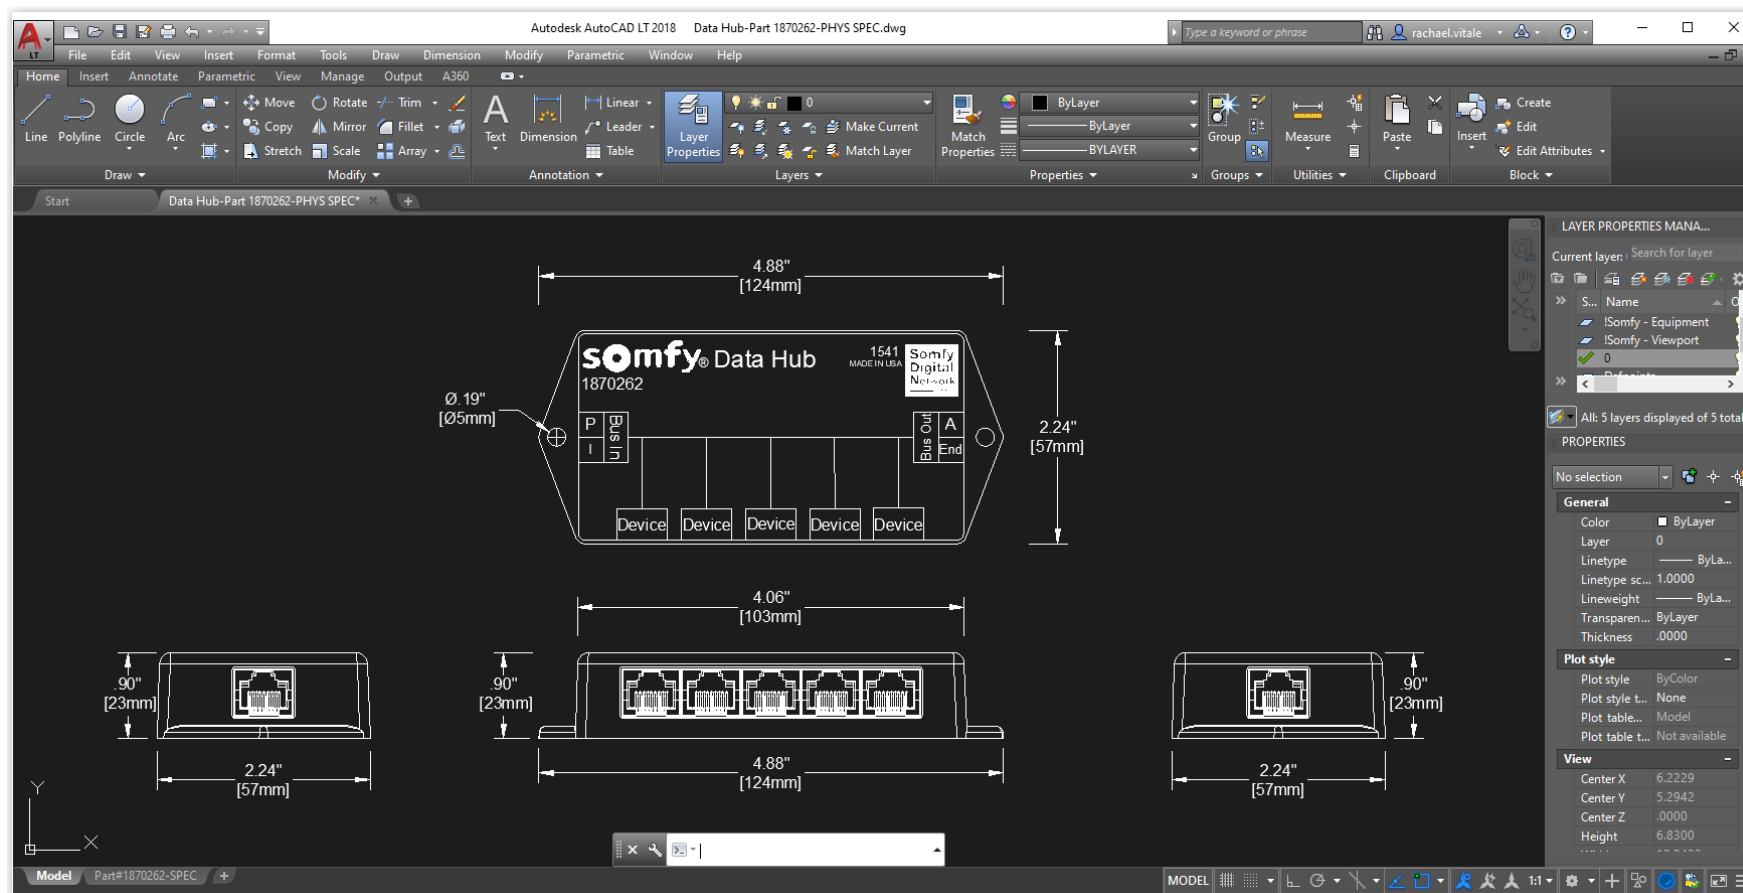 Autodesk AutoCAD LT 2018 Data Hub-Part 1870262-PHYS SPEC.dwg
Type a keyword or phrase
rachael.vitale
A
LT
File Edit View Insert Format Tools Draw Dimension Modify Parametric Window Help
Home Insert Annotate Parametric View Manage Output A360
Line Polyline Circle Arc
Move Rotate Trim
Copy Mirror Fillet
Stretch Scale Array
A
Text Dimension
Linear
Leader
Table
Layer Properties
0
Make Current
Match Layer
Match Properties
ByLayer
ByLayer
BYLAYER
Group
Measure
Paste
Insert
Create
Edit
Edit Attributes
Draw Modify Annotation Layers Properties Groups Utilities Clipboard Block
Start Data Hub-Part 1870262-PHYS SPEC*
4.88"
[124mm]
somfy® Data Hub
1541
MADE IN USA
Somfy
Digital
Network
1870262
Ø.19"
[Ø5mm]
P
I
Bus In
Bus Out
A
End
2.24"
[57mm]
Device Device Device Device Device
4.06"
[103mm]
.90"
[23mm]
.90"
[23mm]
.90"
[23mm]
2.24"
[57mm]
4.88"
[124mm]
2.24"
[57mm]
Y
X
LAYER PROPERTIES MANA...
Current layer: Search for layer
S... Name
!Somfy - Equipment
!Somfy - Viewport
0
All: 5 layers displayed of 5 total
PROPERTIES
No selection
General
Color ByLayer
Layer 0
Linetype ByLa...
Linetype sc... 1.0000
Lineweight ByLa...
Transparen... ByLayer
Thickness .0000
Plot style
Plot style ByColor
Plot style t... None
Plot table... Model
Plot table t... Not available
View
Center X 6.2229
Center Y 5.2942
Center Z .0000
Height 6.8300
Model Part#1870262-SPEC
MODEL
1:1